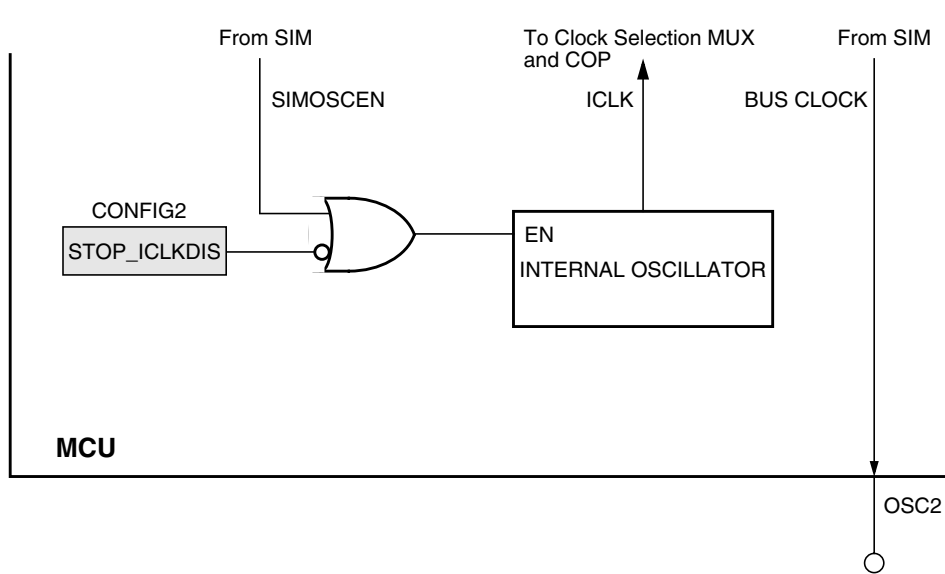 From SIM
To Clock Selection MUX
and COP
From SIM
SIMOSCEN
ICLK
BUS CLOCK
CONFIG2
STOP_ICLKDIS
EN
INTERNAL OSCILLATOR
MCU
OSC2